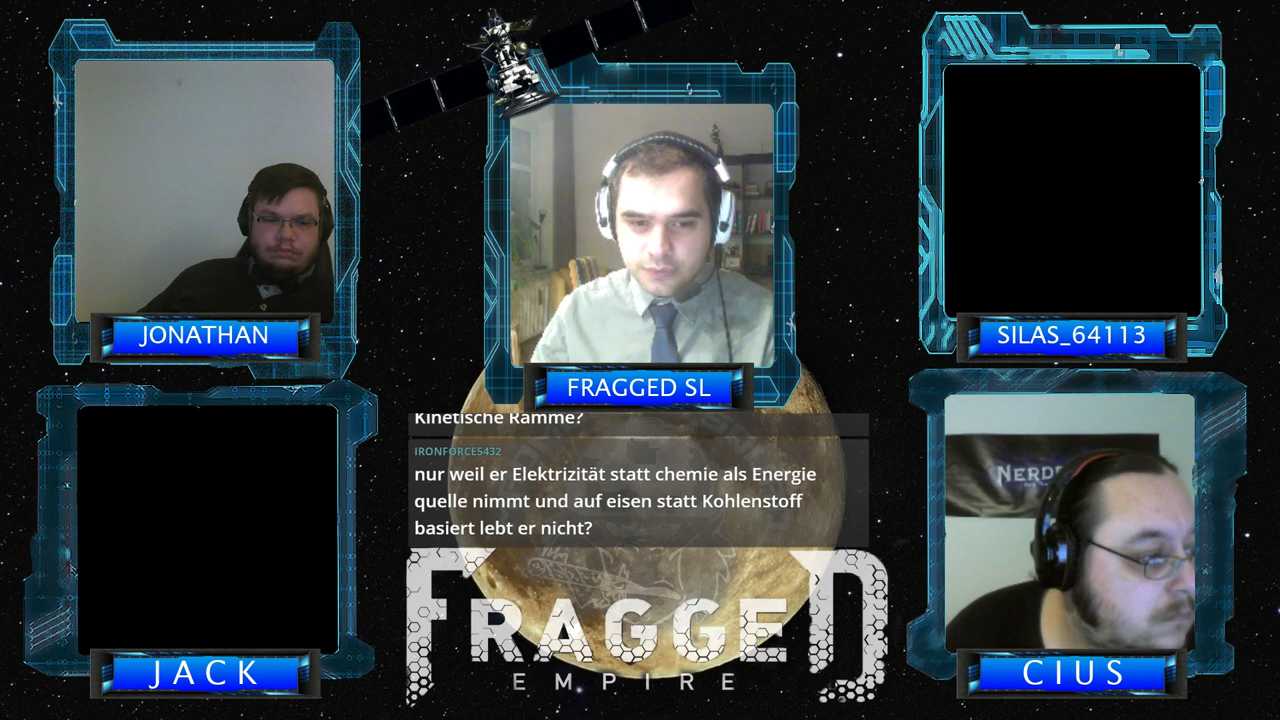 JONATHAN
FRAGGED SL
SILAS_64113
Kinetische Ramme?
IRONFORCE5432
nur weil er Elektrizität statt chemie als Energie
quelle nimmt und auf eisen statt Kohlenstoff
basiert lebt er nicht?
NERDS
JACK
CIUS
FRAGGED
EMPIRE